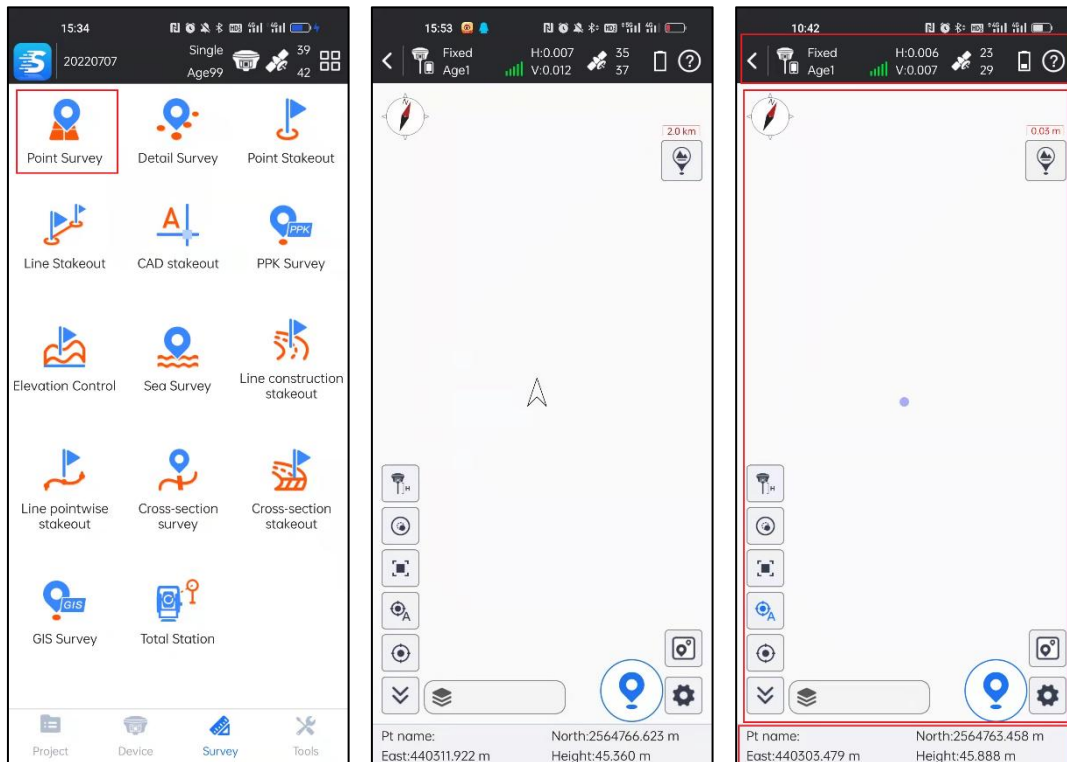 15:34
Single 39
20220707
Age99 42
Point Survey Detail Survey Point Stakeout
A
PPK
Line Stakeout CAD stakeout PPK Survey
Elevation Control Sea Survey Line construction stakeout
Line pointwise stakeout Cross-section survey Cross-section stakeout
GIS
GIS Survey Total Station
Project Device Survey Tools
15:53
Fixed H:0.007 35
Age1 V:0.012 37
?
N
2.0 km
H
A
Pt name: North:2564766.623 m
East:440311.922 m Height:45.360 m
10:42
Fixed H:0.006 23
Age1 V:0.007 29
?
N
0.03 m
H
A
Pt name: North:2564763.458 m
East:440303.479 m Height:45.888 m